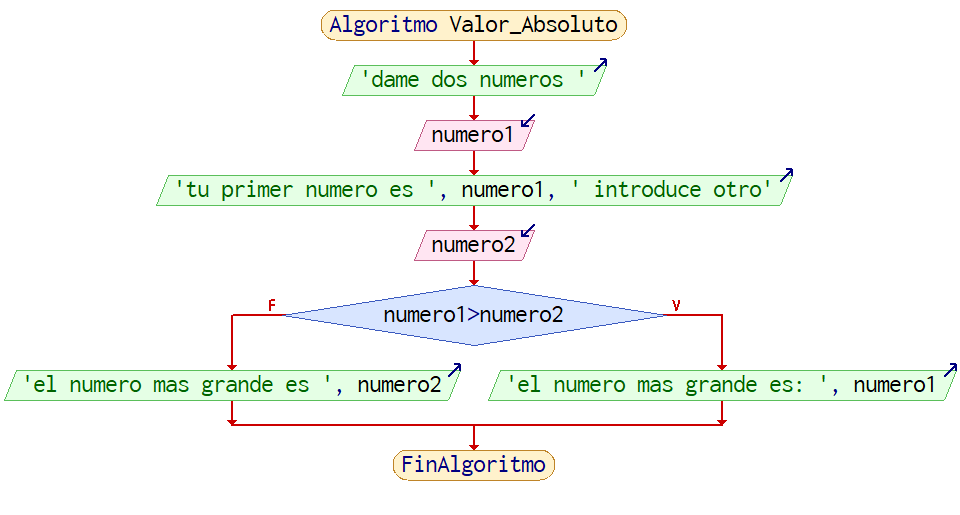 Algoritmo Valor_Absoluto
'dame dos numeros '
numero1
'tu primer numero es ', numero1, ' introduce otro'
numero2
F
numero1>numero2
V
'el numero mas grande es ', numero2
'el numero mas grande es: ', numero1
FinAlgoritmo